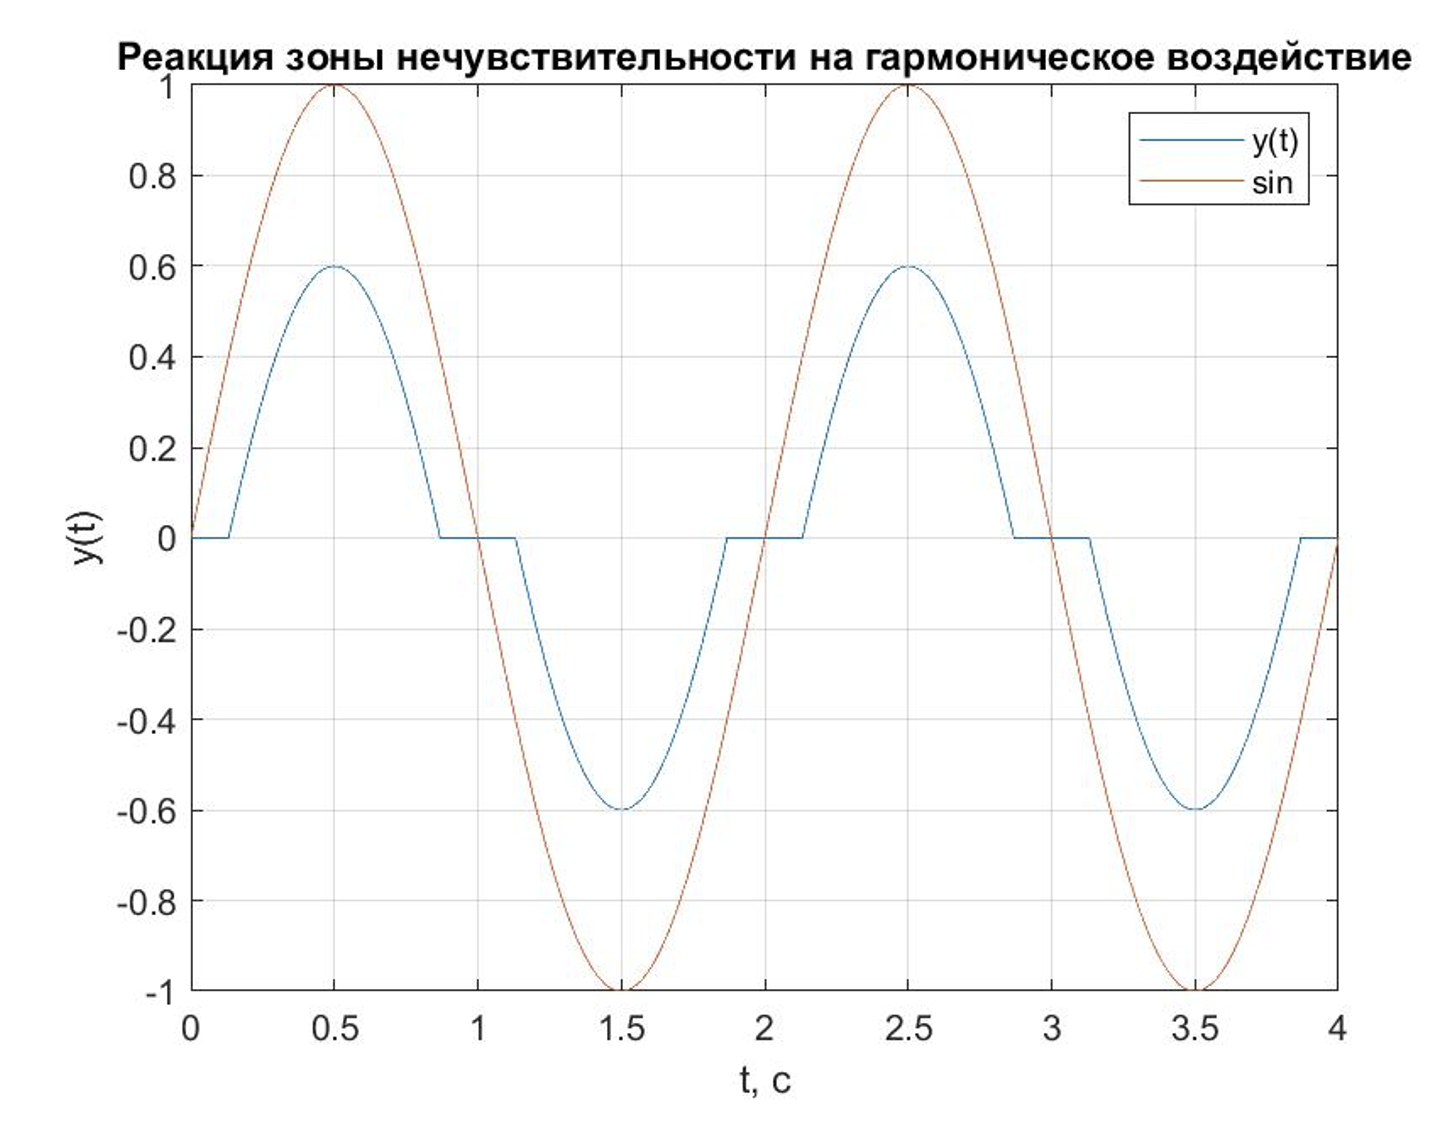 Реакция зоны нечувствительности на гармоническое воздействие
y(t)
sin
1
0.8
0.6
0.4
0.2
0
-0.2
-0.4
-0.6
-0.8
-1
y(t)
0 0.5 1 1.5 2 2.5 3 3.5 4
t, с